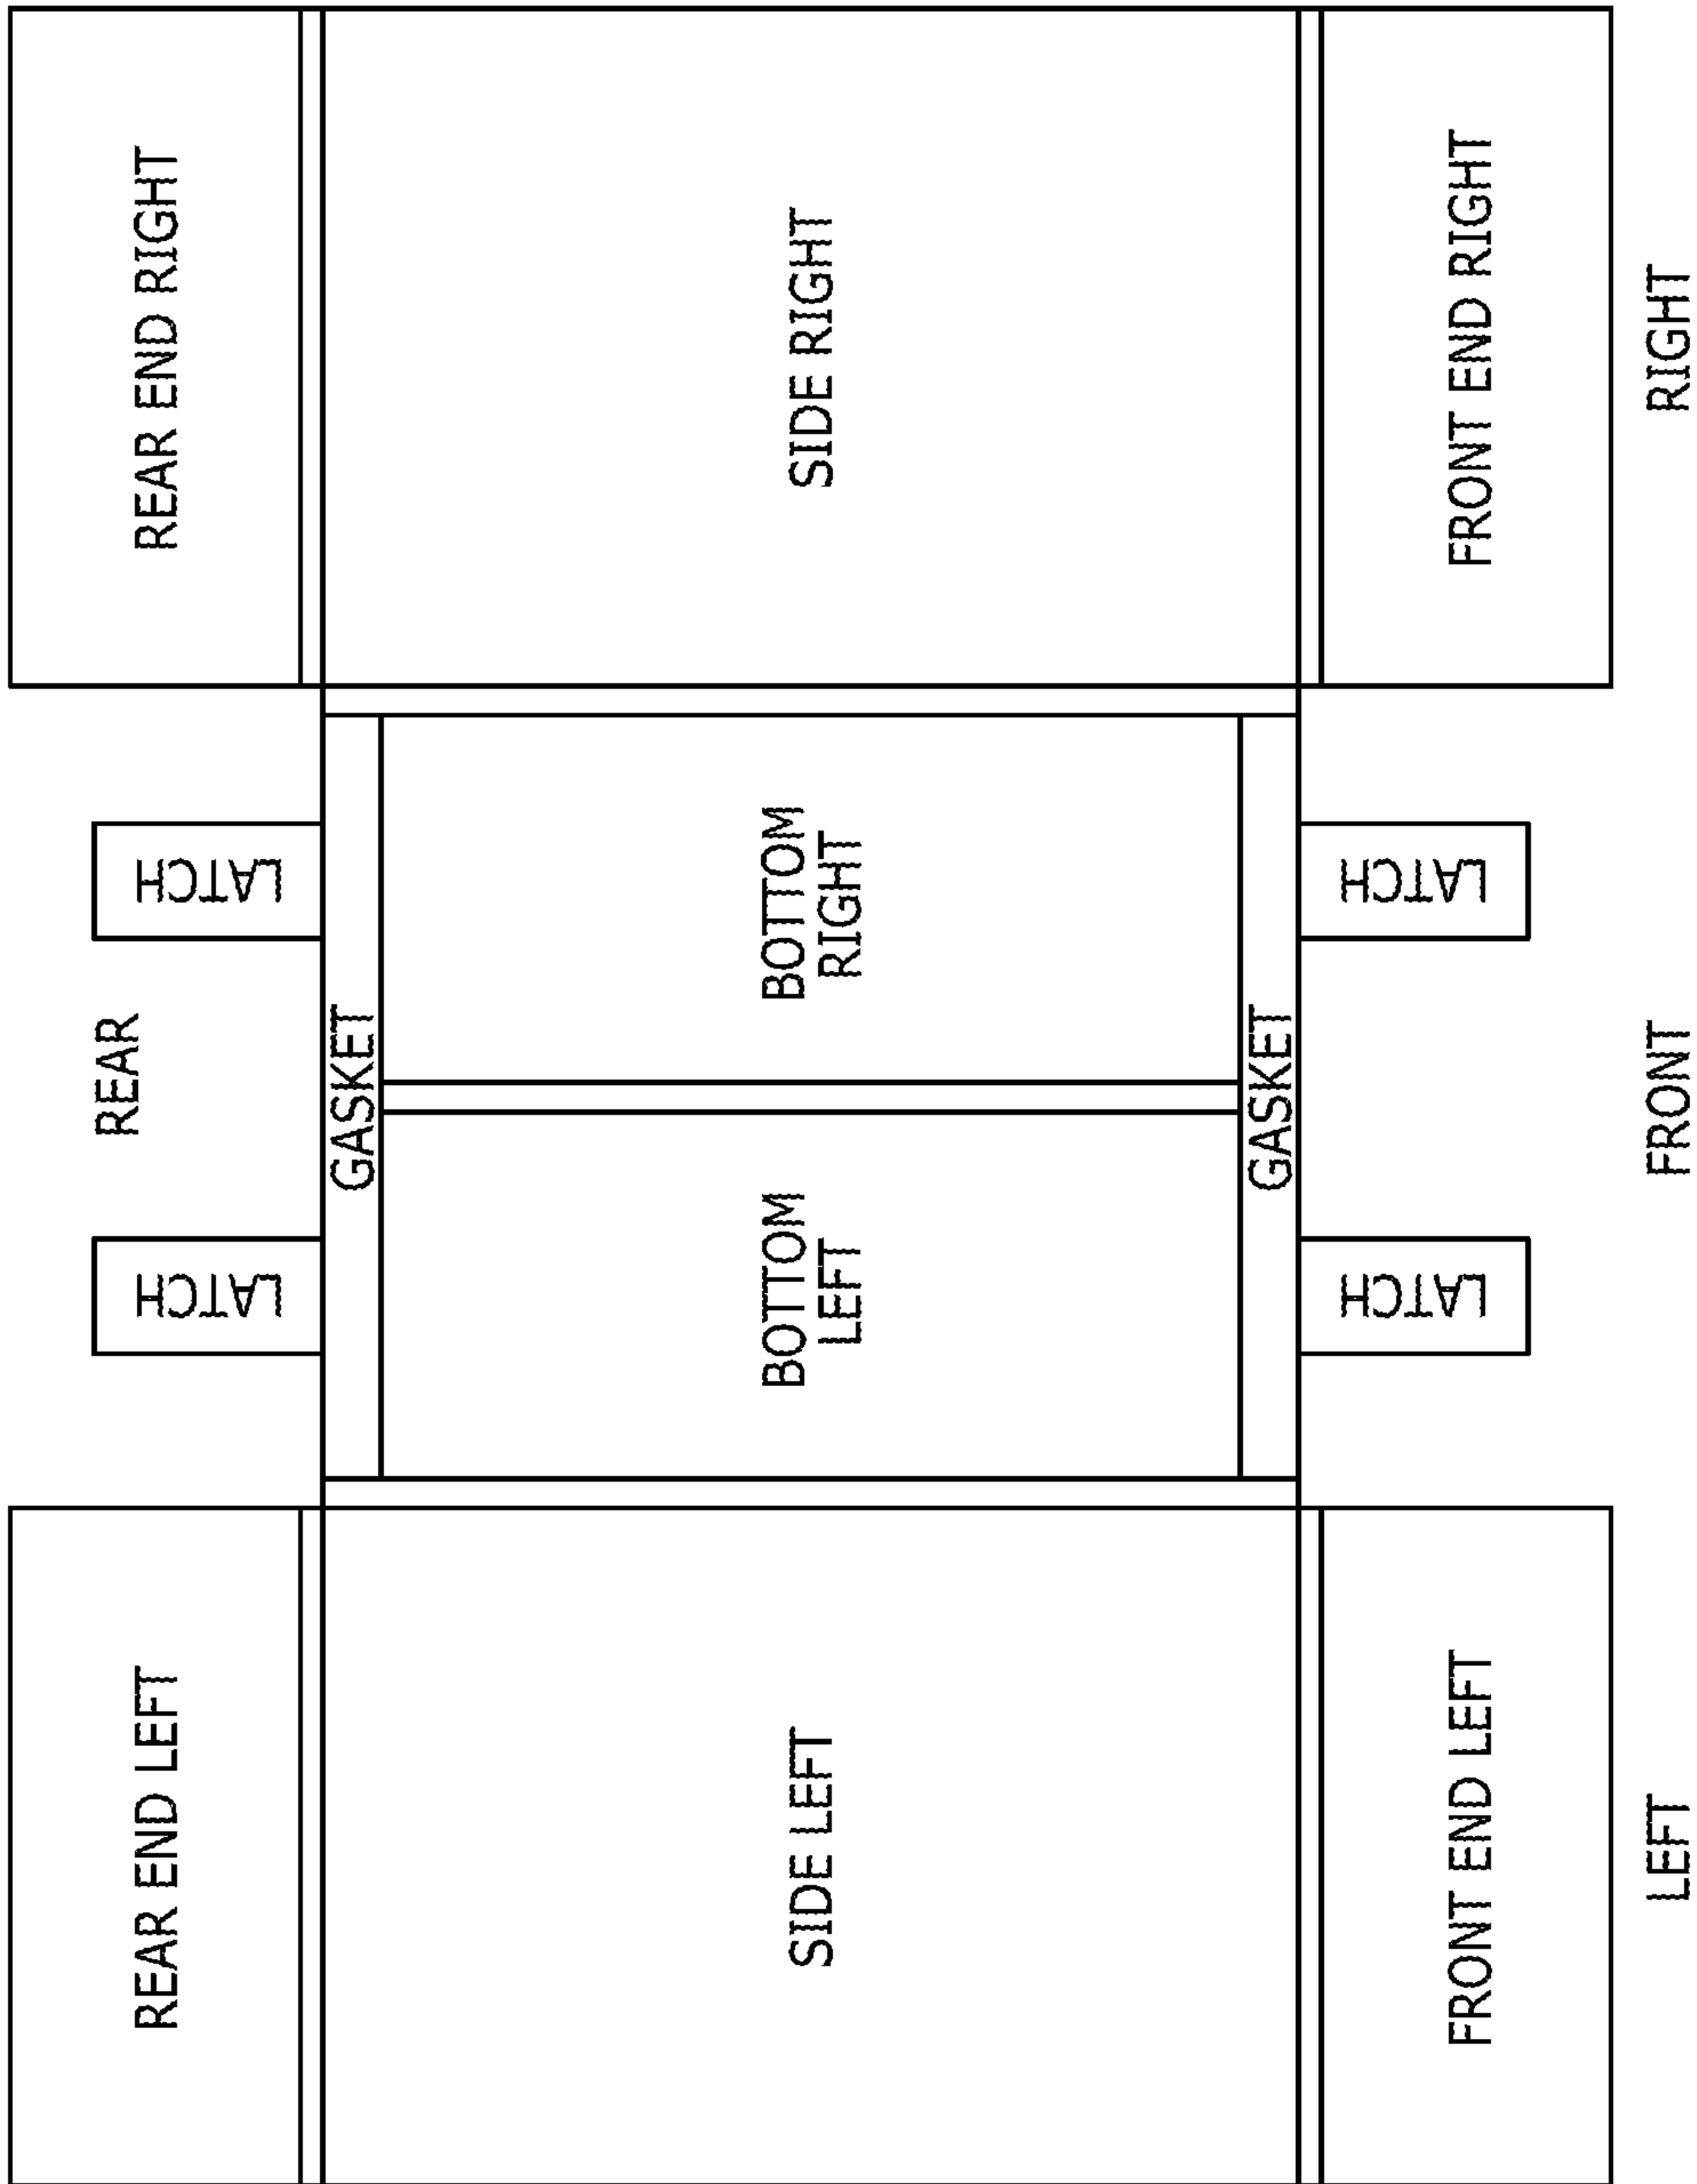 REAR
REAR END LEFT
LATCH
LATCH
REAR END RIGHT
GASKET
SIDE LEFT
BOTTOM
LEFT
BOTTOM
RIGHT
SIDE RIGHT
GASKET
FRONT END LEFT
LATCH
LATCH
FRONT END RIGHT
LEFT
FRONT
RIGHT